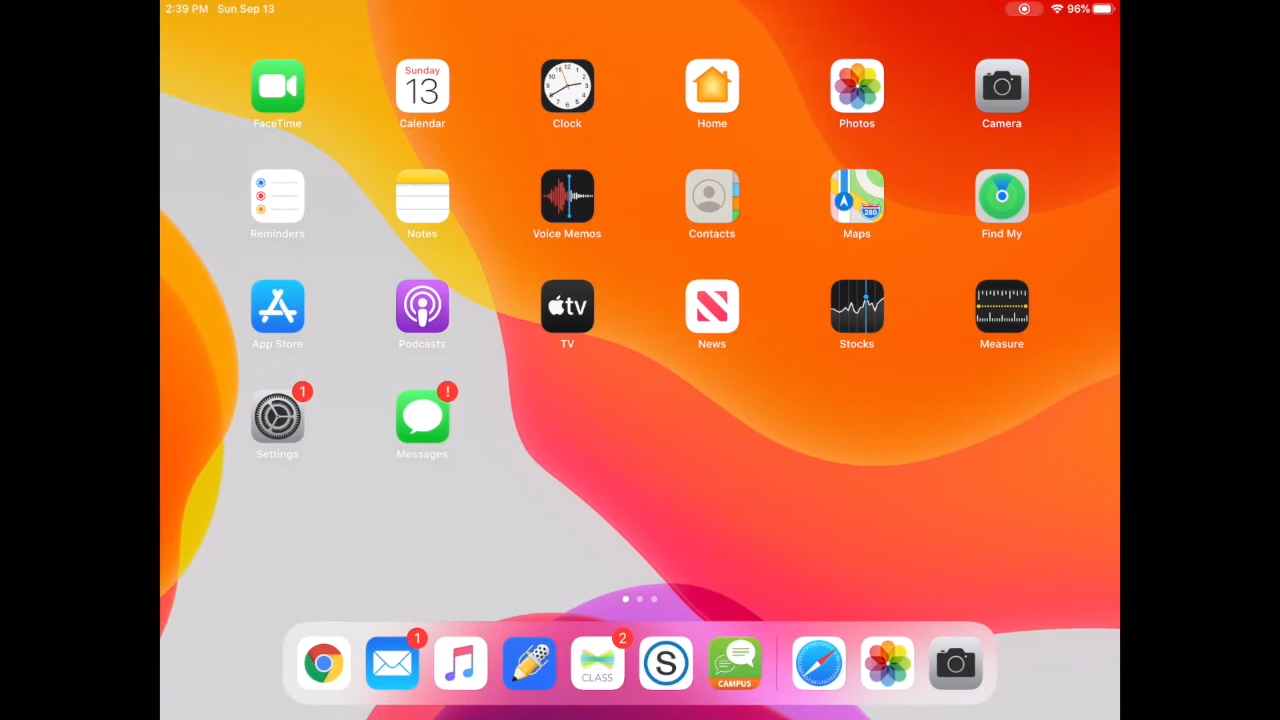 2:39 PM Sun Sep 13 96%
Sunday
13
12
FaceTime Calendar Clock Home Photos Camera
280
Reminders Notes Voice Memos Contacts Maps Find My
tv
App Store Podcasts TV News Stocks Measure
1 !
Settings Messages
1 2
CLASS S CAMPUS